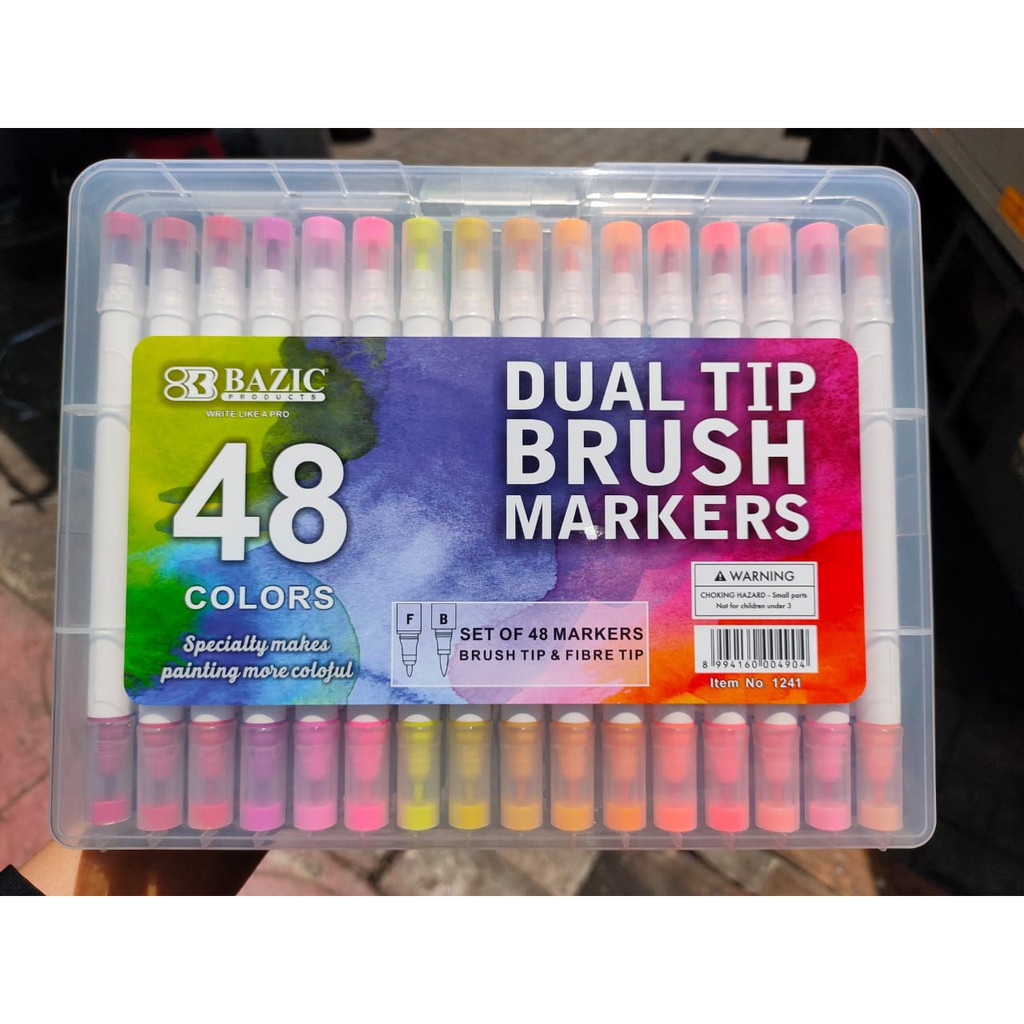 BAZIC®
PRODUCTS
WRITE LIKE A PRO
48
COLORS
Specialty makes
painting more coloful
DUAL TIP
BRUSH
MARKERS
F B
SET OF 48 MARKERS
BRUSH TIP & FIBRE TIP
WARNING
CHOKING HAZARD - Small parts
Not for children under 3
8 994160 004904
Item No 1241